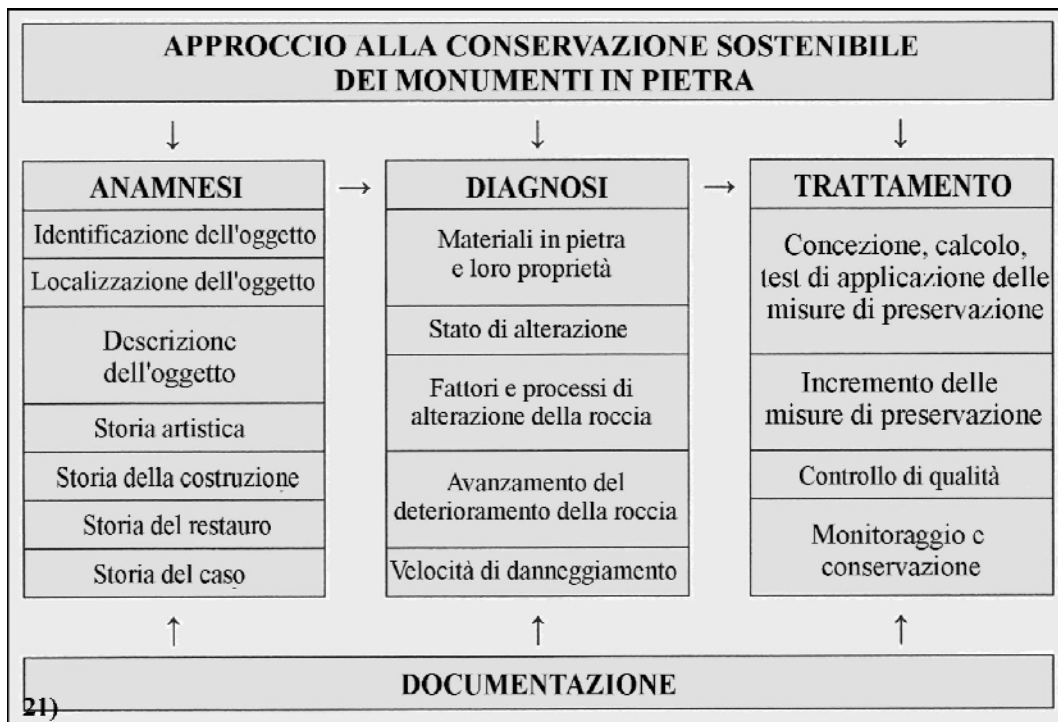 APPROCCIO ALLA CONSERVAZIONE SOSTENIBILE
DEI MONUMENTI IN PIETRA
↓ ↓ ↓
ANAMNESI
Identificazione dell'oggetto
Localizzazione dell'oggetto
Descrizione
dell'oggetto
Storia artistica
Storia della costruzione
Storia del restauro
Storia del caso
→
DIAGNOSI
Materiali in pietra
e loro proprietà
Stato di alterazione
Fattori e processi di
alterazione della roccia
Avanzamento del
deterioramento della roccia
Velocità di danneggiamento
→
TRATTAMENTO
Concezione, calcolo,
test di applicazione delle
misure di preservazione
Incremento delle
misure di preservazione
Controllo di qualità
Monitoraggio e
conservazione
↑ ↑ ↑
DOCUMENTAZIONE
21)